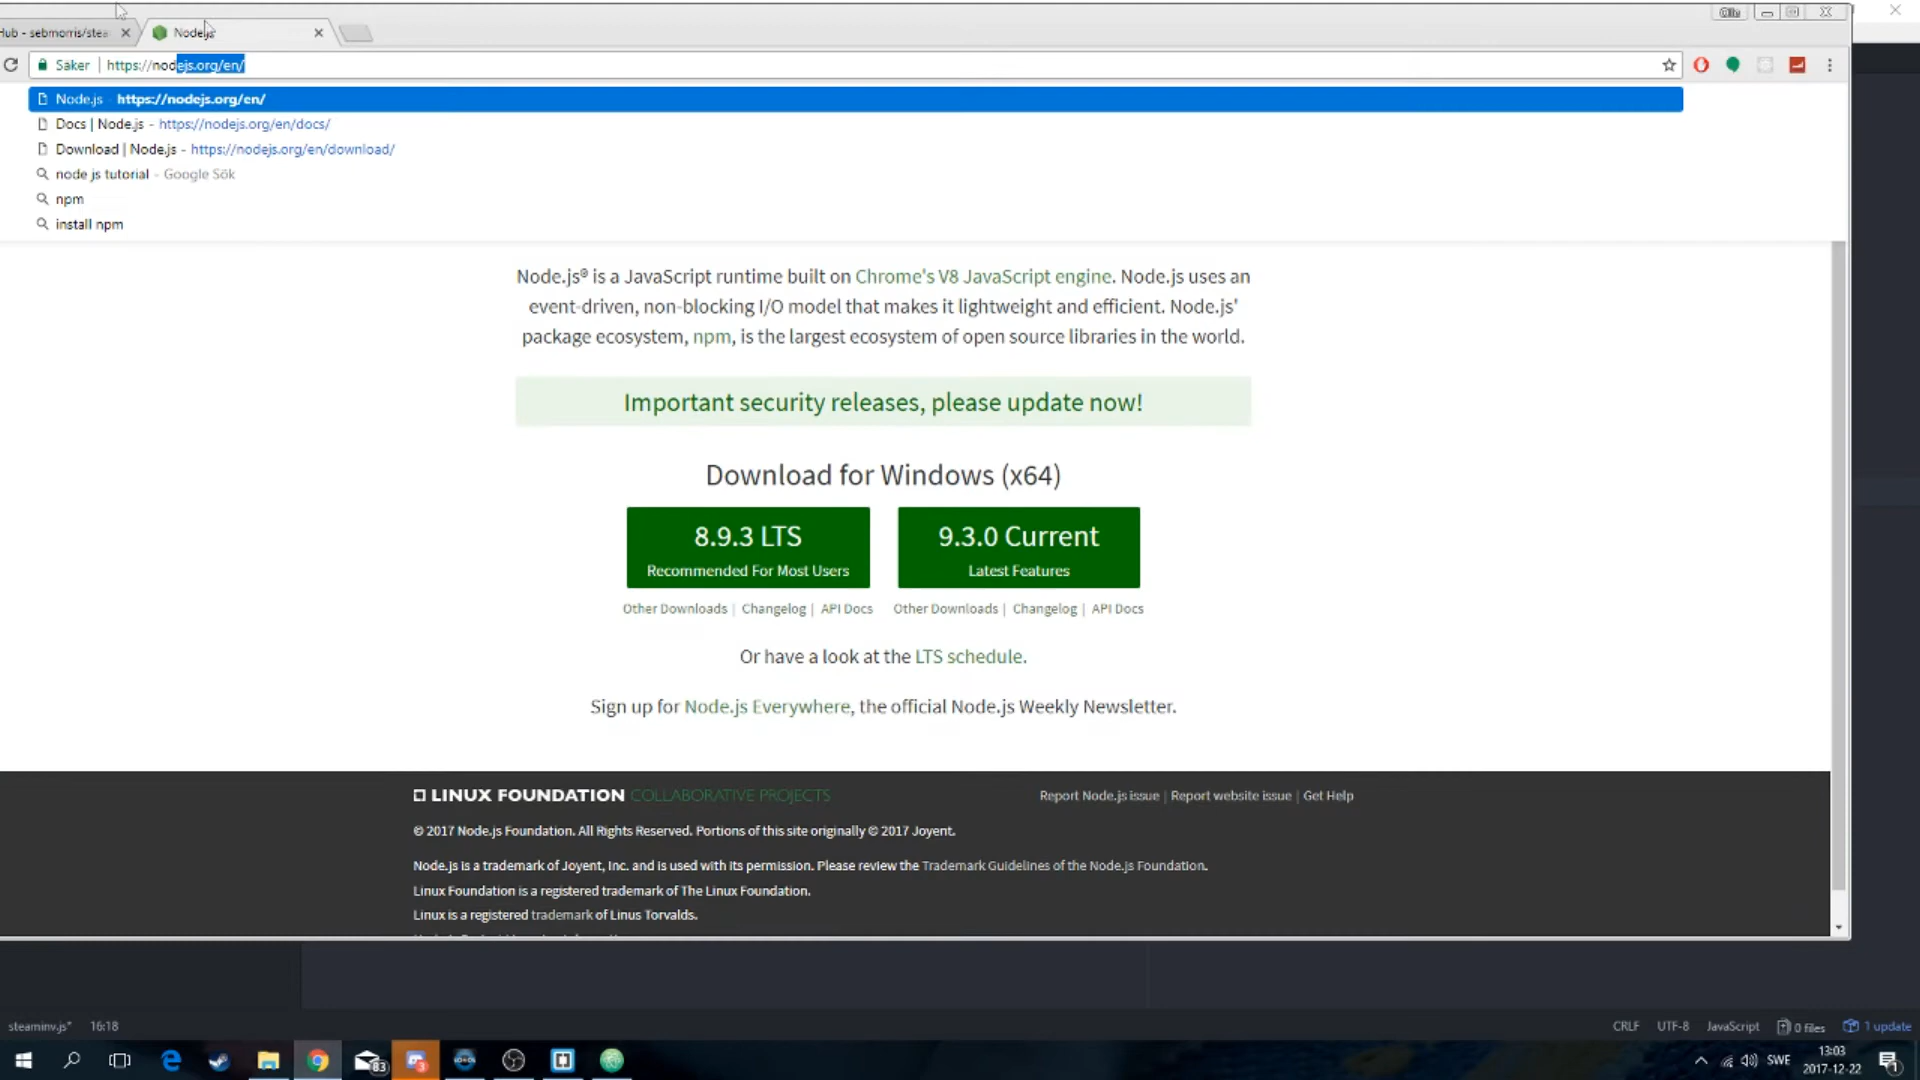 Olle
Hub - sebmorris/stea
Node.js
Säker
https://nodejs.org/en/
Node.js - https://nodejs.org/en/
Docs | Node.js - https://nodejs.org/en/docs/
Download | Node.js - https://nodejs.org/en/download/
node js tutorial - Google Sök
npm
install npm
Node.js® is a JavaScript runtime built on Chrome's V8 JavaScript engine. Node.js uses an
event-driven, non-blocking I/O model that makes it lightweight and efficient. Node.js'
package ecosystem, npm, is the largest ecosystem of open source libraries in the world.
Important security releases, please update now!
Download for Windows (x64)
8.9.3 LTS
Recommended For Most Users
9.3.0 Current
Latest Features
Other Downloads | Changelog | API Docs
Other Downloads | Changelog | API Docs
Or have a look at the LTS schedule.
Sign up for Node.js Everywhere, the official Node.js Weekly Newsletter.
LINUX FOUNDATION COLLABORATIVE PROJECTS
Report Node.js issue | Report website issue | Get Help
© 2017 Node.js Foundation. All Rights Reserved. Portions of this site originally © 2017 Joyent.
Node.js is a trademark of Joyent, Inc. and is used with its permission. Please review the Trademark Guidelines of the Node.js Foundation.
Linux Foundation is a registered trademark of The Linux Foundation.
Linux is a registered trademark of Linus Torvalds.
steaminv.js* 16:18
CRLF UTF-8 JavaScript 0 files 1 update
83
3
SWE
13:03
2017-12-22
1